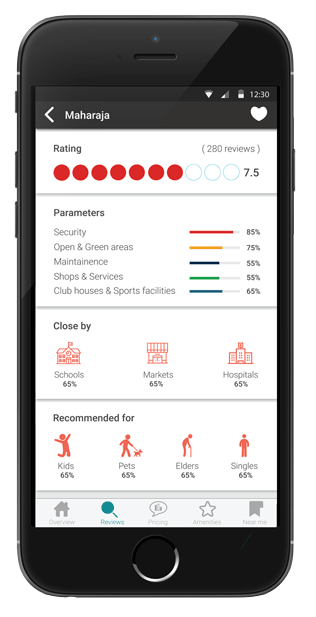 12:30
Maharaja
Rating ( 280 reviews )
7.5
Parameters
Security 85%
Open & Green areas 75%
Maintainence 55%
Shops & Services 55%
Club houses & Sports facilities 65%
Close by
Schools Markets Hospitals
65% 65% 65%
Recommended for
Kids Pets Elders Singles
65% 65% 65% 65%
Overview Reviews Pricing Amenities Near me